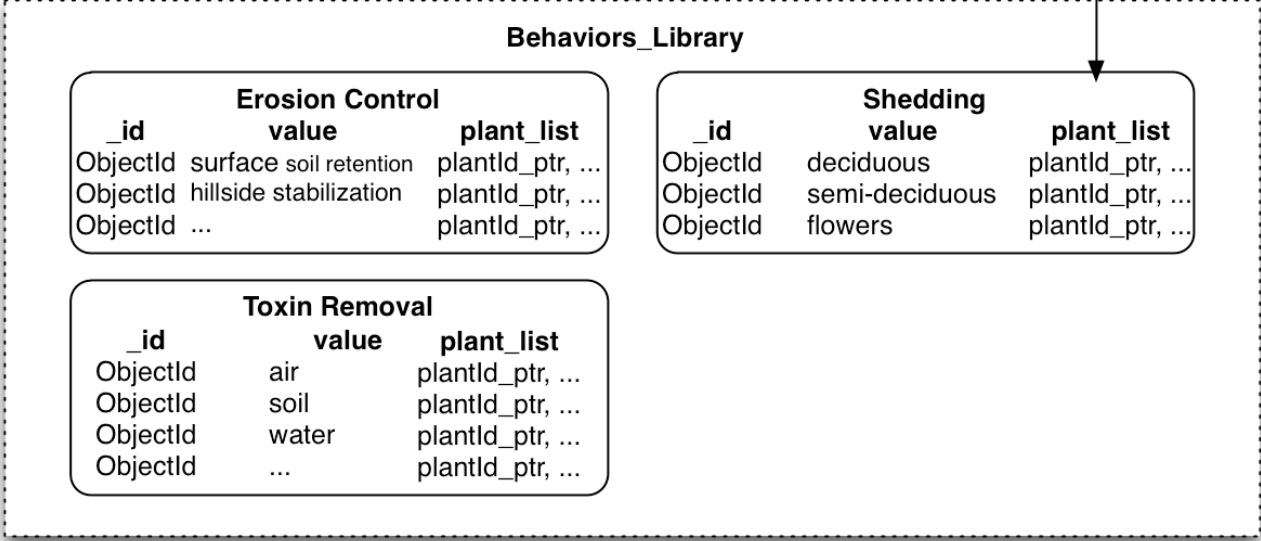 Behaviors_Library
Erosion Control
_id value plant_list
ObjectId surface soil retention plantId_ptr, ...
ObjectId hillside stabilization plantId_ptr, ...
ObjectId ... plantId_ptr, ...
Shedding
_id value plant_list
ObjectId deciduous plantId_ptr, ...
ObjectId semi-deciduous plantId_ptr, ...
ObjectId flowers plantId_ptr, ...
Toxin Removal
_id value plant_list
ObjectId air plantId_ptr, ...
ObjectId soil plantId_ptr, ...
ObjectId water plantId_ptr, ...
ObjectId ... plantId_ptr, ...